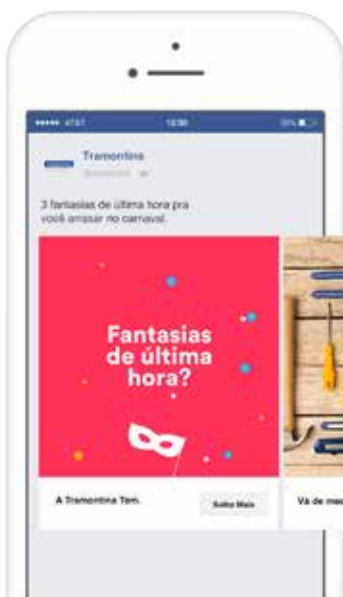 AT&T
Tramontina
3 fantasias de última hora pra
você arrasar no carnaval.
Fantasias
de última
hora?
A Tramontina Tem.
Saiba Mais
Vá de